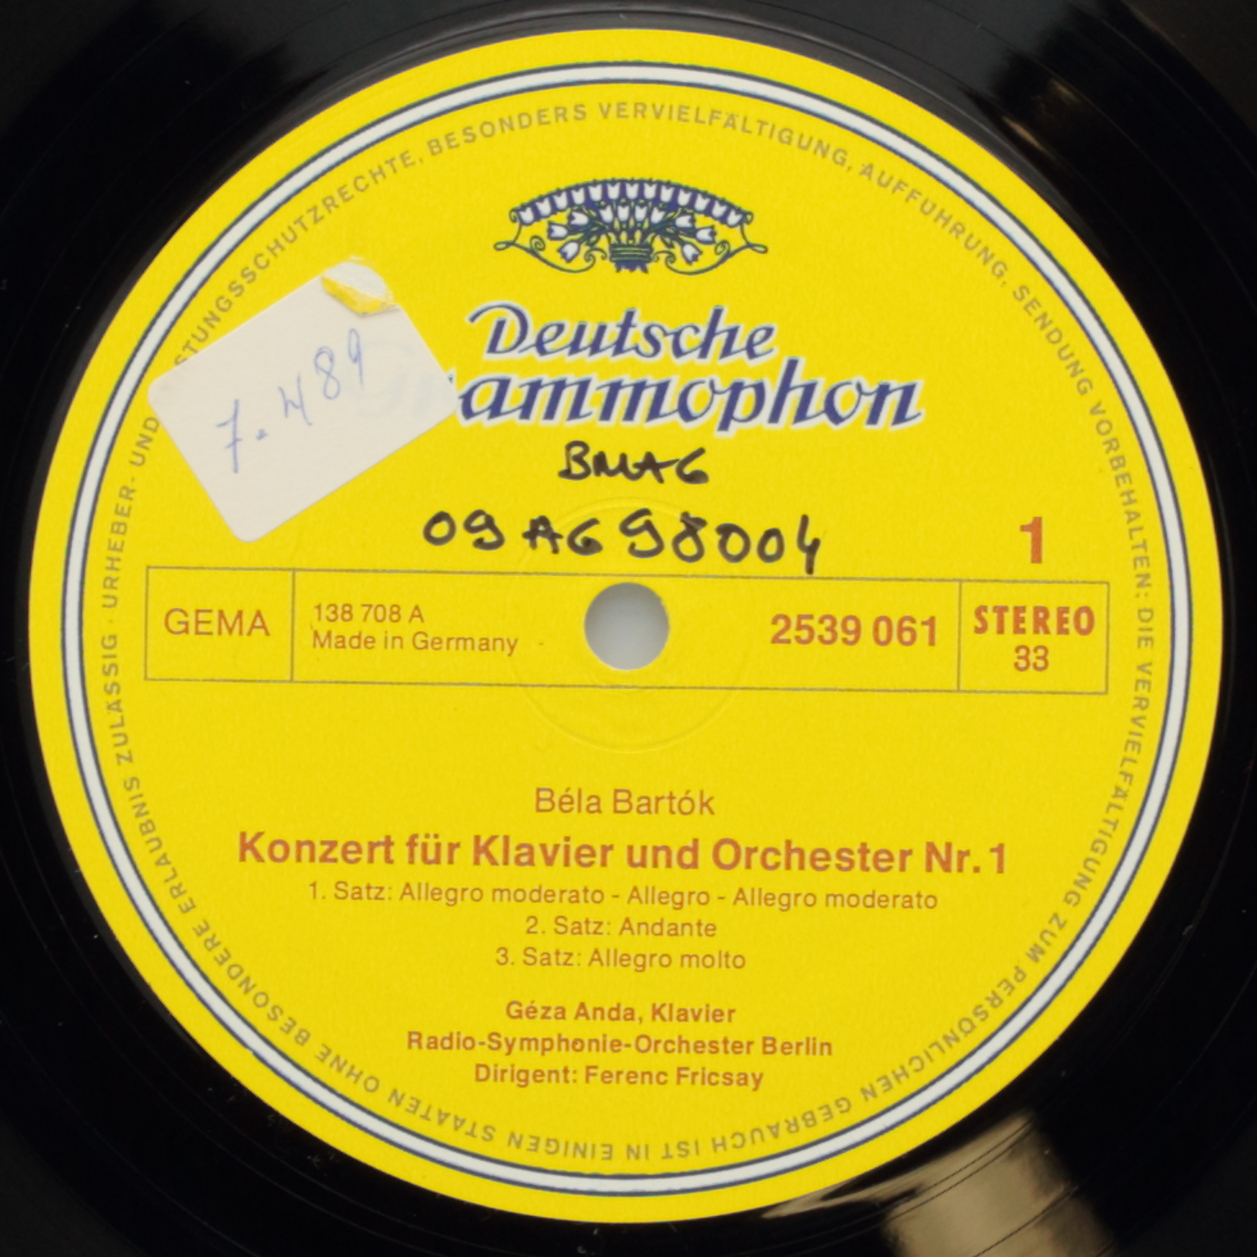 URHEBER- UND LEISTUNGSSCHUTZRECHTE, BESONDERS VERVIELFÄLTIGUNG, AUFFÜHRUNG, SENDUNG VORBEHALTEN; DIE VERVIELFÄLTIGUNG ZUM PERSÖNLICHEN GEBRAUCH IST IN EINIGEN STAATEN OHNE BESONDERE ERLAUBNIS ZULÄSSIG ·
Deutsche
Grammophon
BMAG
09 AG 98004
1
GEMA
138 708 A
Made in Germany
2539 061
STEREO
33
Béla Bartók
Konzert für Klavier und Orchester Nr. 1
1. Satz: Allegro moderato - Allegro - Allegro moderato
2. Satz: Andante
3. Satz: Allegro molto
Géza Anda, Klavier
Radio-Symphonie-Orchester Berlin
Dirigent: Ferenc Fricsay